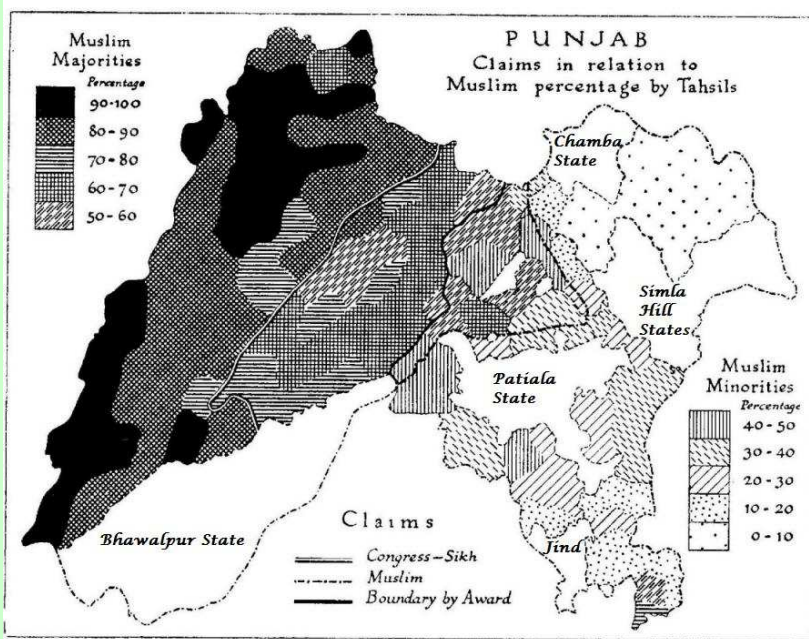 PUNJAB
Claims in relation to
Muslim percentage by Tahsils
Muslim
Majorities
Percentage
90-100
80-90
70-80
60-70
50-60
Chamba
State
Simla
Hill
States
Patiala
State
Muslim
Minorities
Percentage
40-50
30-40
20-30
10-20
0-10
Bhawalpur State
Jind
Claims
Congress-Sikh
Muslim
Boundary by Award